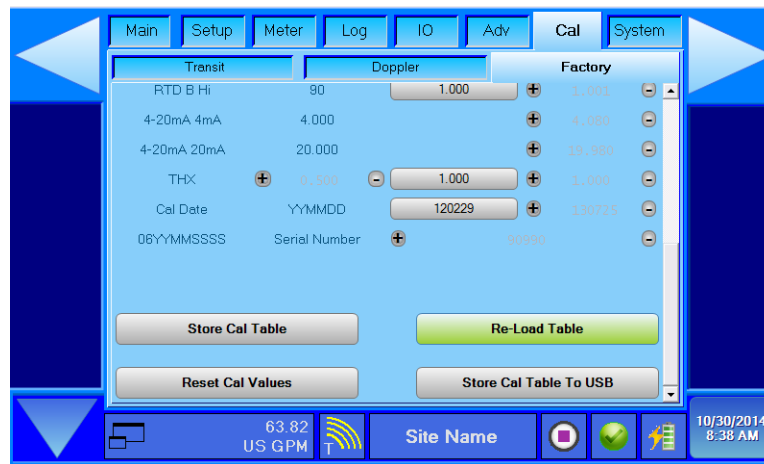 Main Setup Meter Log IO Adv Cal System
Transit Doppler Factory
RTD B Hi 90 1.000 1.001
4-20mA 4mA 4.000 4.080
4-20mA 20mA 20.000 19.980
THX 0.500 1.000 1.000
Cal Date YYMMDD 120229 120725
06YYMMSSSS Serial Number 90990
Store Cal Table Re-Load Table
Reset Cal Values Store Cal Table To USB
63.82
US GPM T Site Name
10/30/2014
8:38 AM